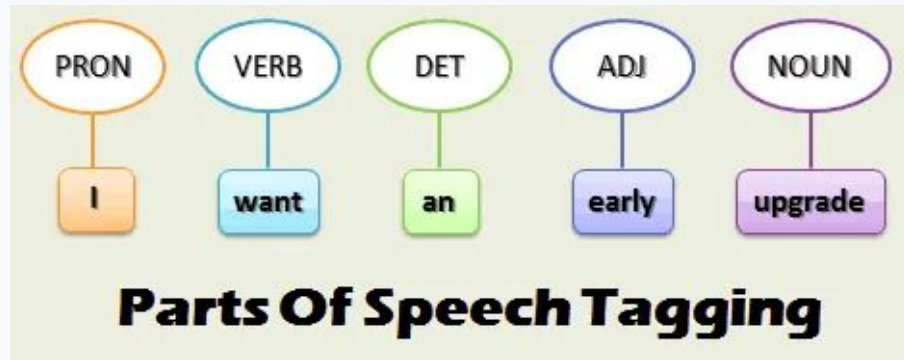 PRON VERB DET ADJ NOUN
I want an early upgrade
Parts Of Speech Tagging